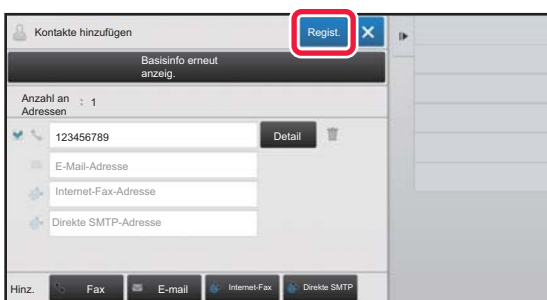 Kontakte hinzufügen Regist.
Basisinfo erneut
anzeig.
Anzahl an : 1
Adressen
123456789 Detail
E-Mail-Adresse
Internet-Fax-Adresse
Direkte SMTP-Adresse
Hinz. Fax E-mail Internet-Fax Direkte SMTP